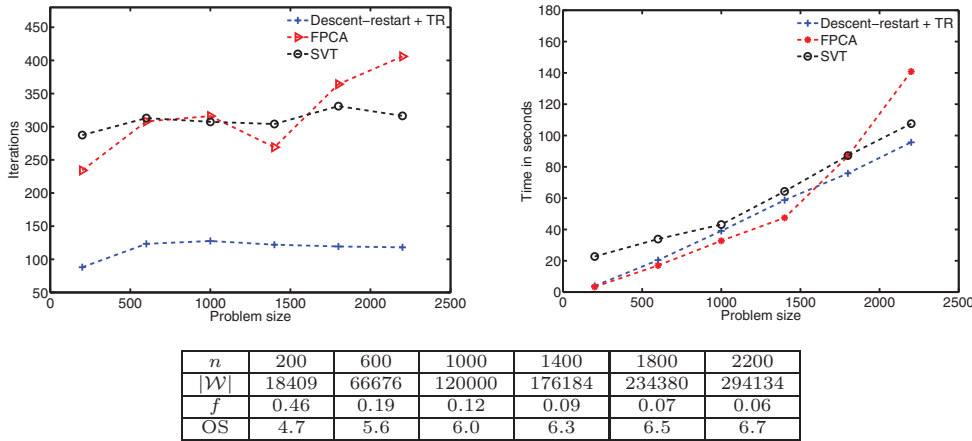 Descent−restart + TR
FPCA
SVT
450
400
350
300
250
200
150
100
50
Iterations
0 500 1000 1500 2000 2500
Problem size
Descent−restart + TR
FPCA
SVT
180
160
140
120
100
80
60
40
20
0
Time in seconds
0 500 1000 1500 2000 2500
Problem size
n 200 600 1000 1400 1800 2200
|𝒲| 18409 66676 120000 176184 234380 294134
f 0.46 0.19 0.12 0.09 0.07 0.06
OS 4.7 5.6 6.0 6.3 6.5 6.7